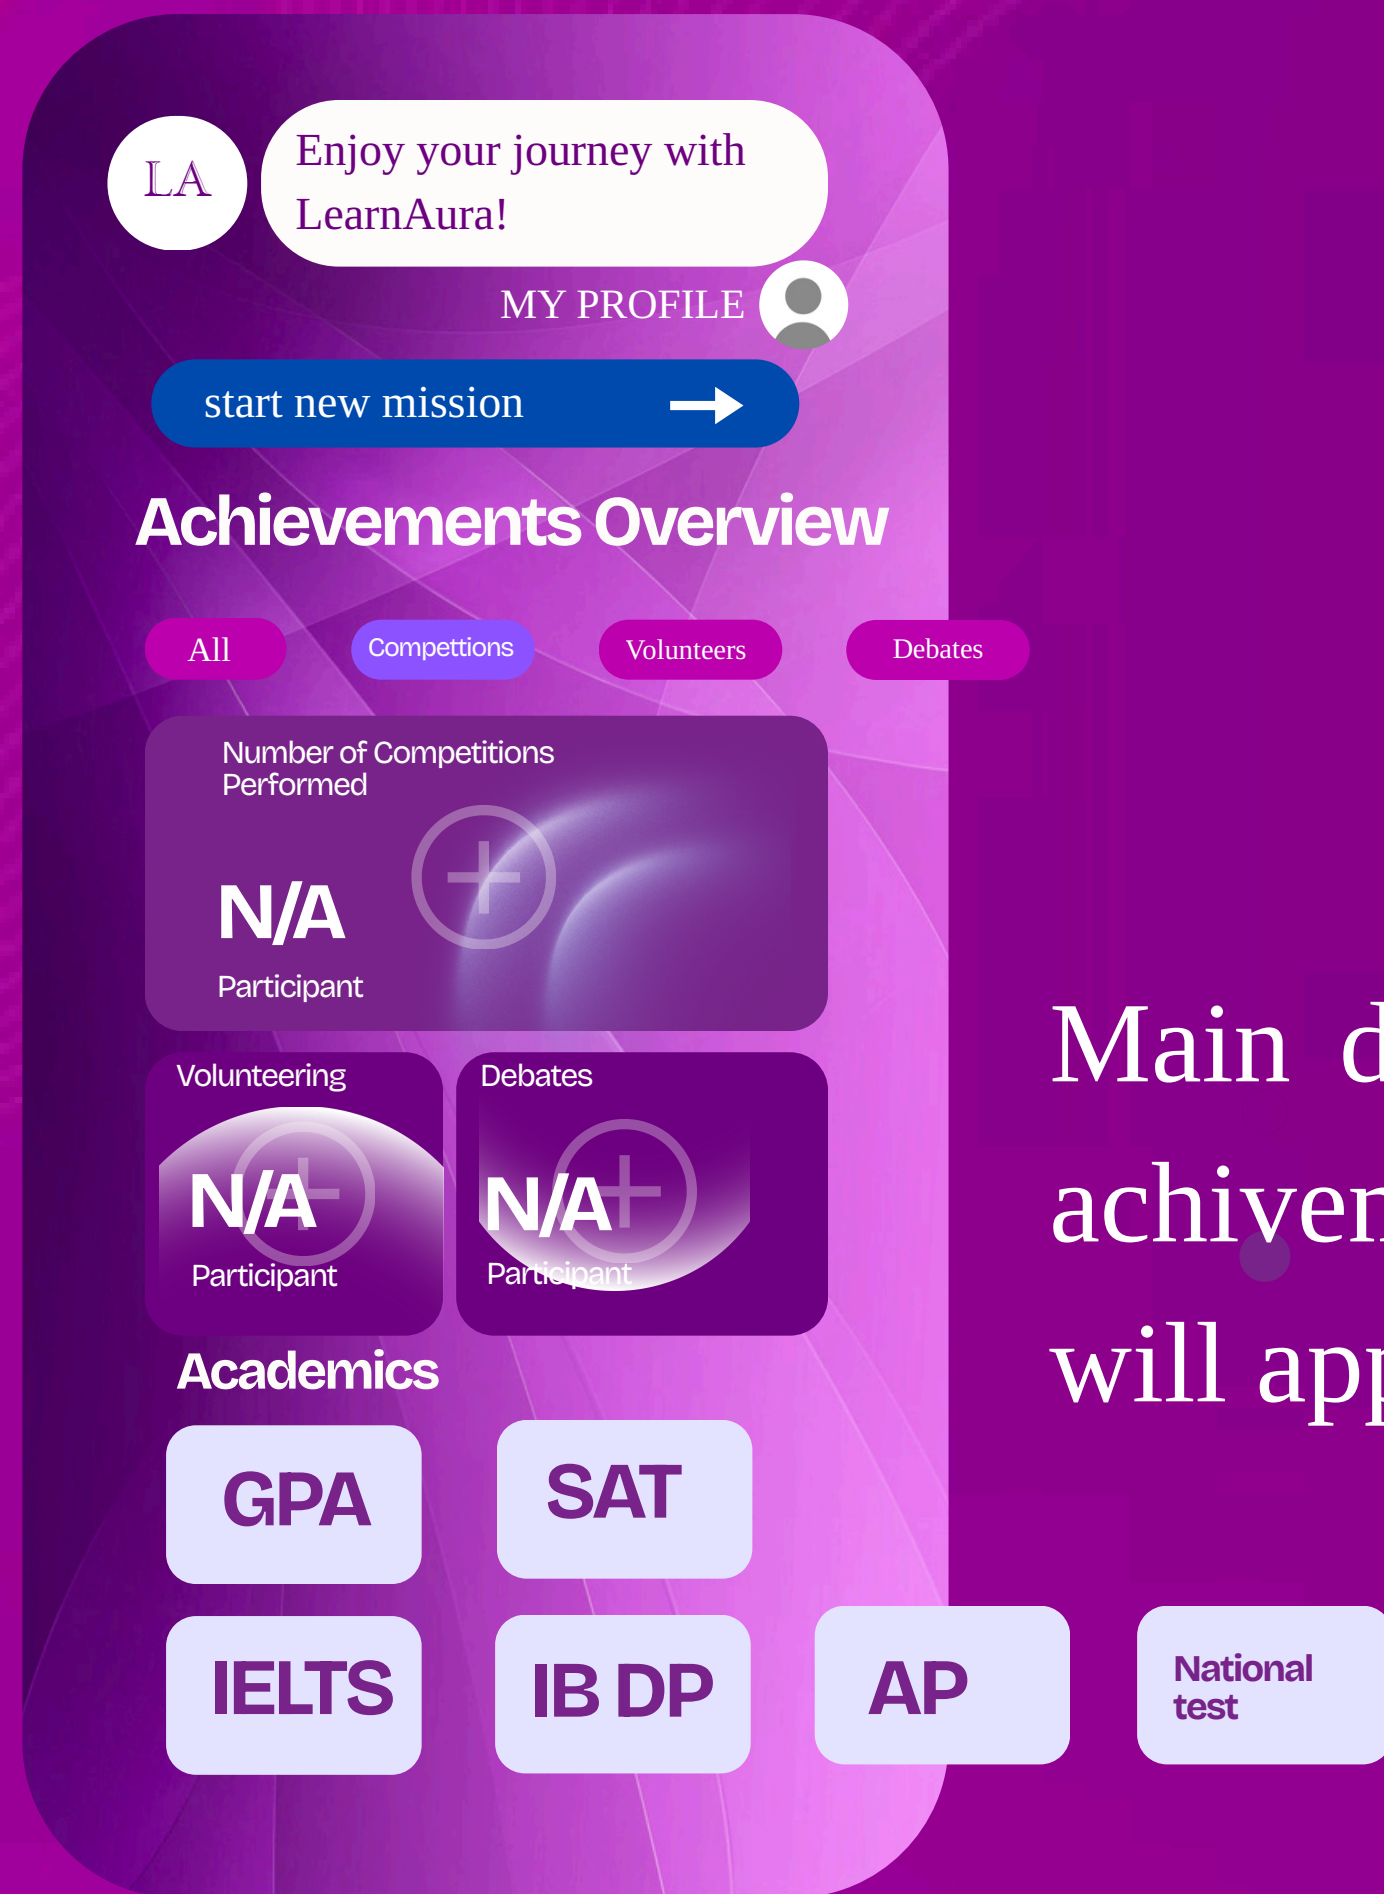 LA
Enjoy your journey with
LearnAura!
MY PROFILE
start new mission
Achievements Overview
All
Compettions
Volunteers
Debates
Number of Competitions
Performed
N/A
Participant
Volunteering
N/A
Participant
Debates
N/A
Participant
Main
will
Academics
GPA
SAT
IELTS
IB DP
AP
National
test